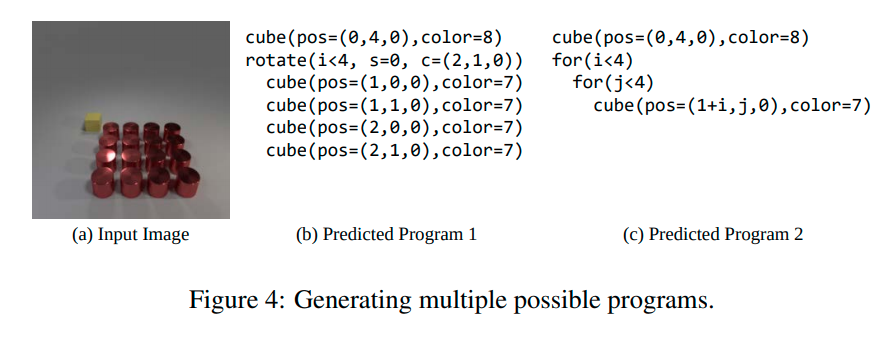 cube(pos=(0,4,0),color=8)
rotate(i<4, s=0, c=(2,1,0))
  cube(pos=(1,0,0),color=7)
  cube(pos=(1,1,0),color=7)
  cube(pos=(2,0,0),color=7)
  cube(pos=(2,1,0),color=7)
cube(pos=(0,4,0),color=8)
for(i<4)
  for(j<4)
    cube(pos=(1+i,j,0),color=7)
(a) Input Image
(b) Predicted Program 1
(c) Predicted Program 2
Figure 4: Generating multiple possible programs.